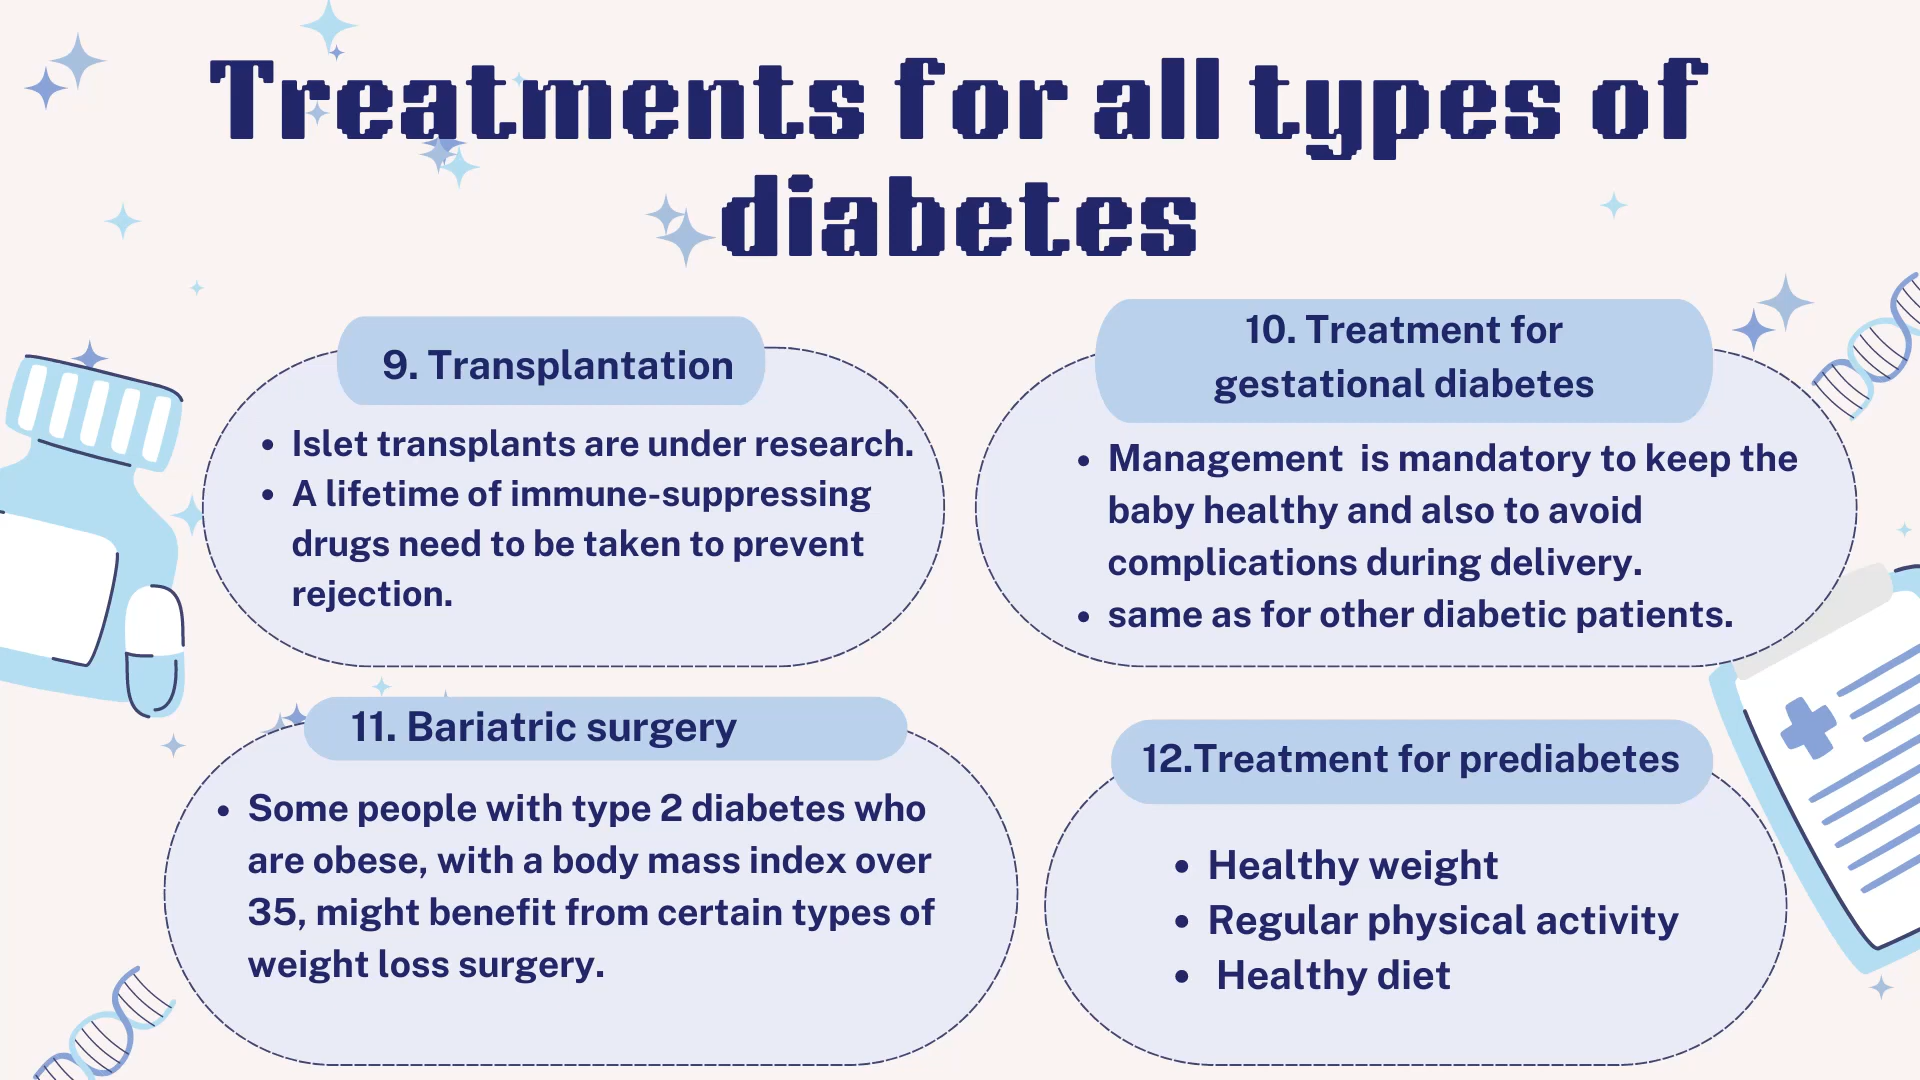 Treatments for all types of
diabetes
9. Transplantation
• Islet transplants are under research.
• A lifetime of immune-suppressing
drugs need to be taken to prevent
rejection.
10. Treatment for
gestational diabetes
• Management  is mandatory to keep the
baby healthy and also to avoid
complications during delivery.
• same as for other diabetic patients.
11. Bariatric surgery
• Some people with type 2 diabetes who
are obese, with a body mass index over
35, might benefit from certain types of
weight loss surgery.
12.Treatment for prediabetes
• Healthy weight
• Regular physical activity
• Healthy diet